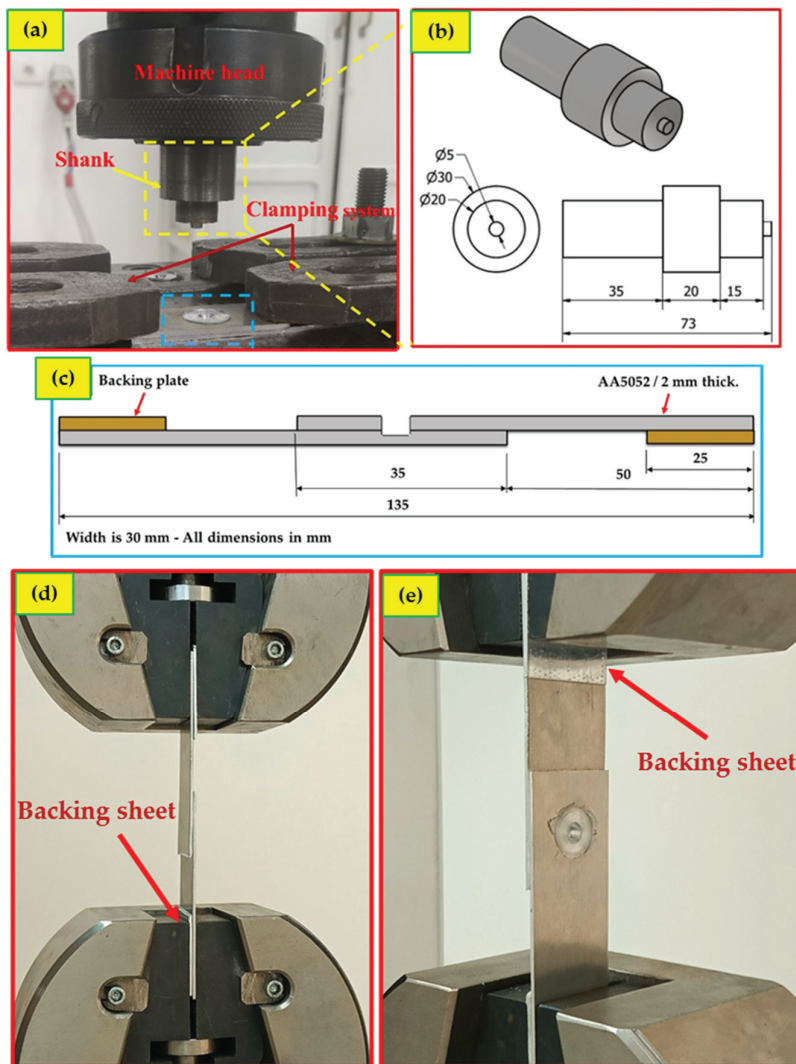 (a)
Machine head
Shank
Clamping system
(b)
Ø5
Ø30
Ø20
35
20
15
73
(c)
Backing plate
AA5052 / 2 mm thick.
35
50
25
135
Width is 30 mm - All dimensions in mm
(d)
Backing sheet
(e)
Backing sheet